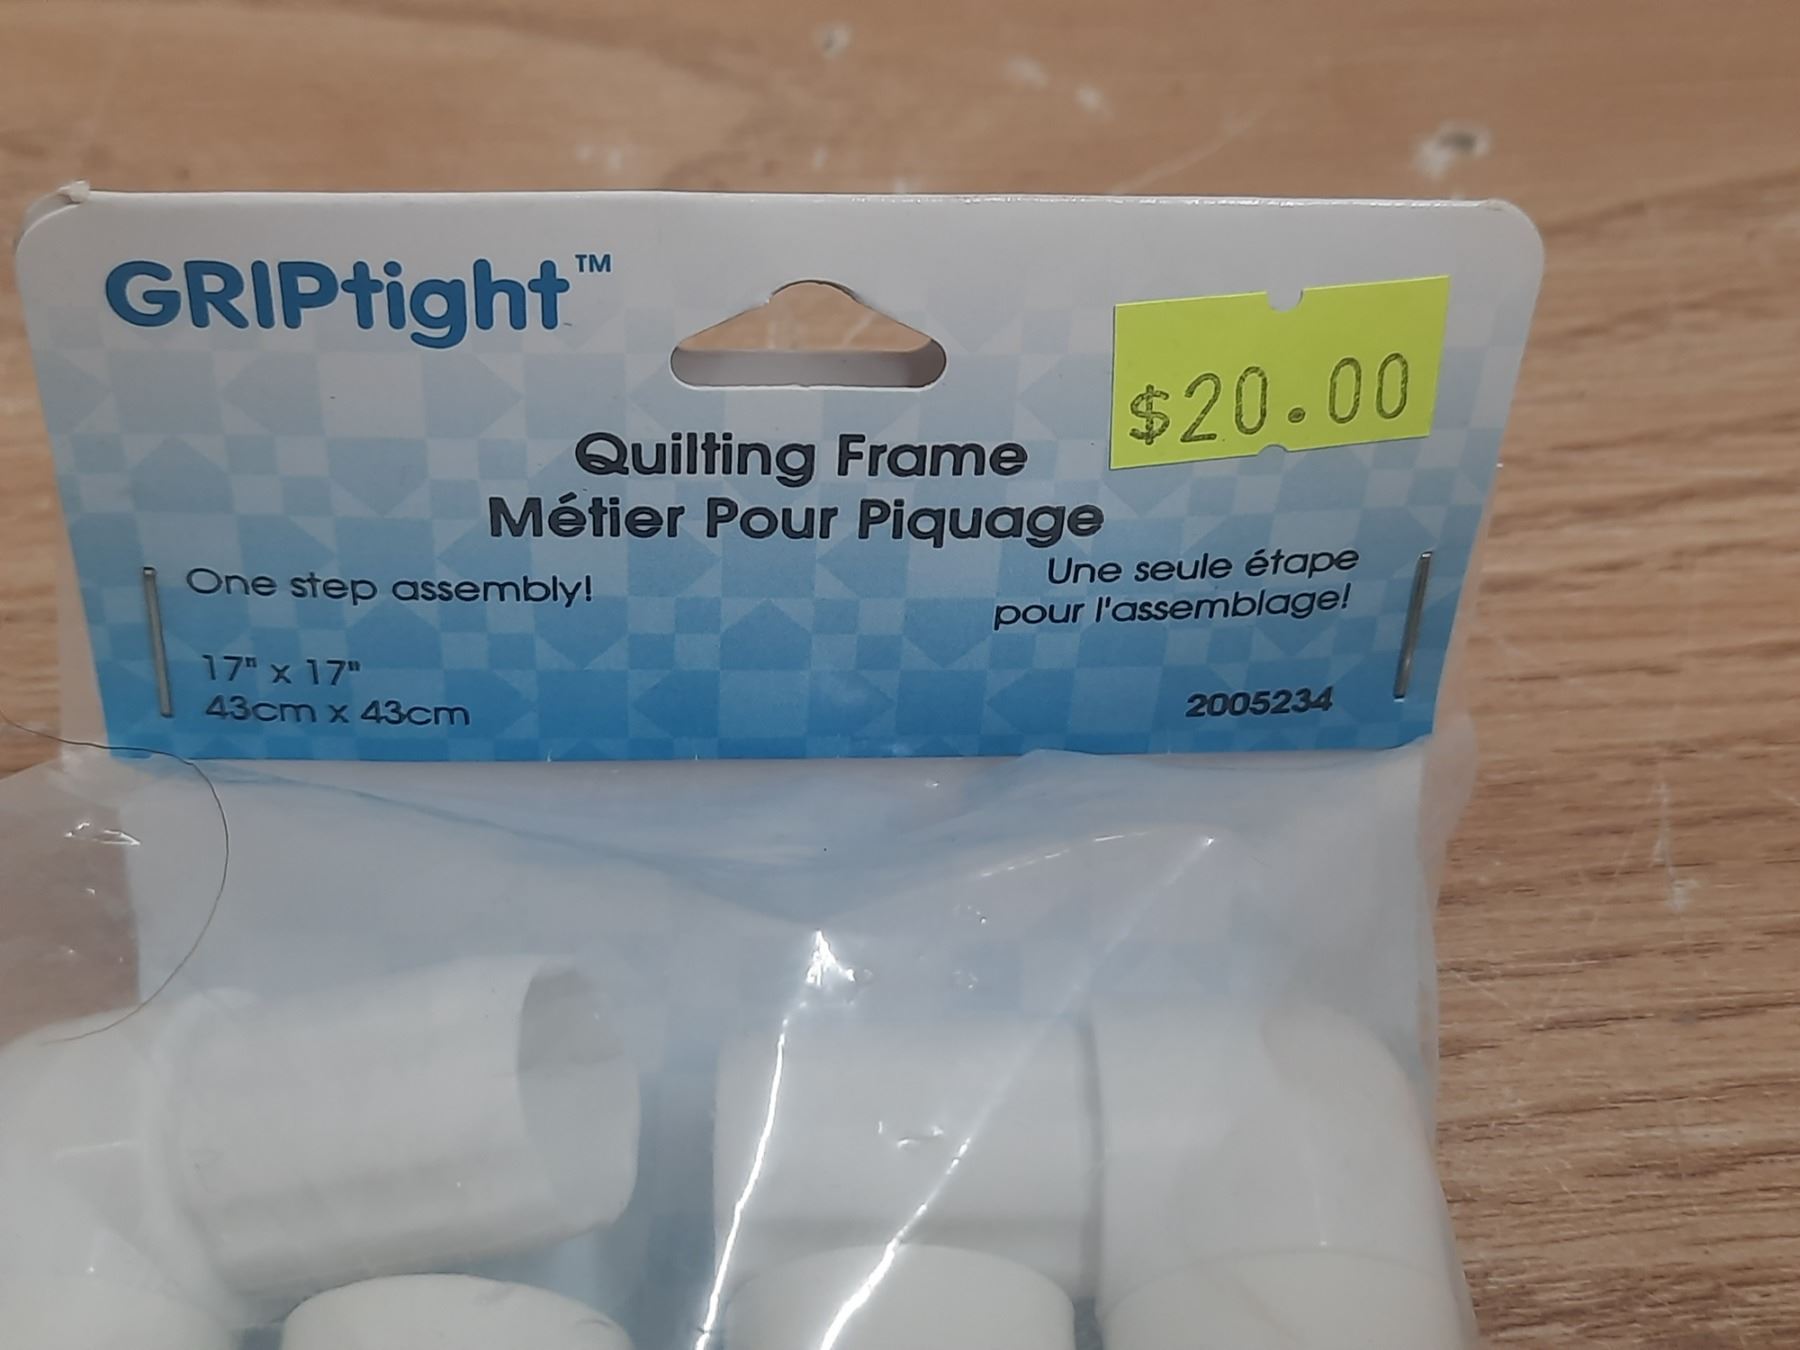 GRIPtight™
$20.00
Quilting Frame
Métier Pour Piquage
One step assembly!
Une seule étape
pour l'assemblage!
17" x 17"
43cm x 43cm
2005234